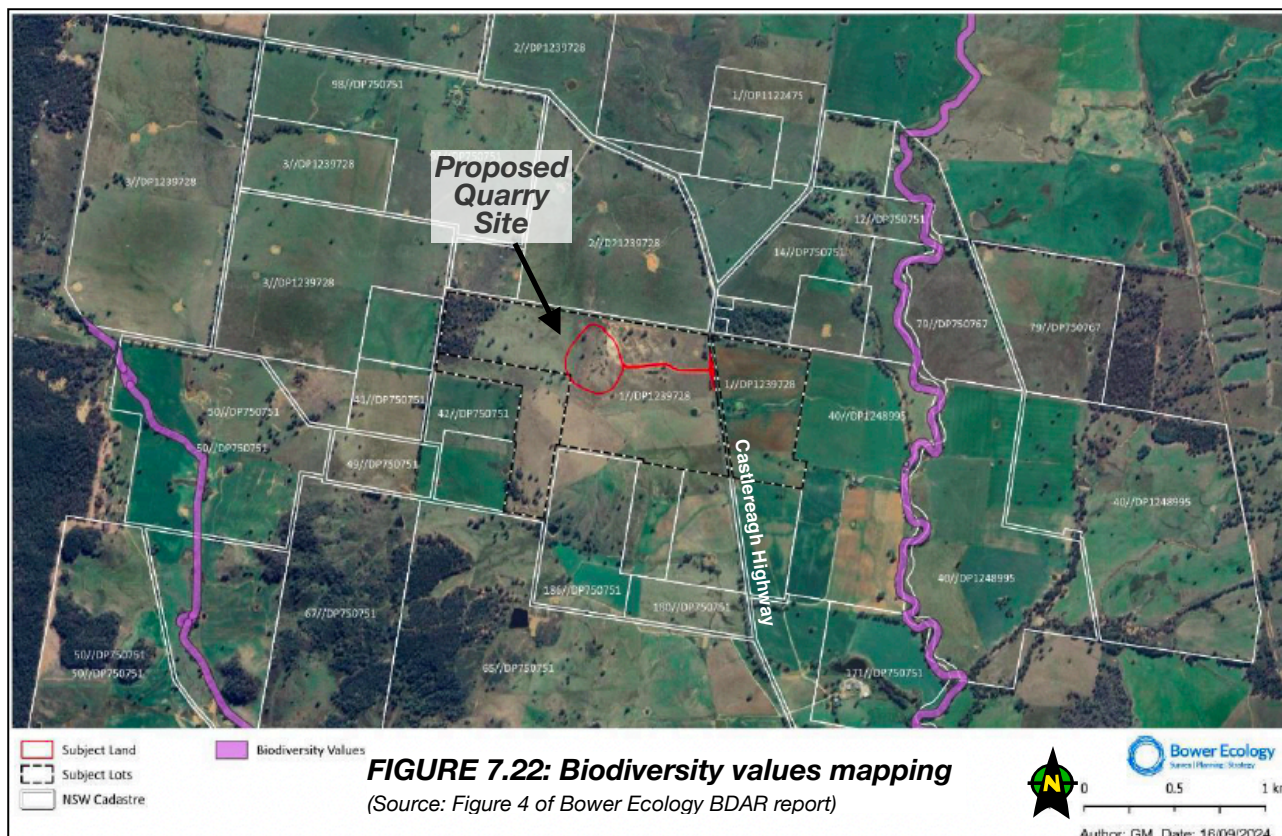 2//DP1239728
98//DP750751
1//DP1122475
3//DP1239728
3//DP1239728
Proposed
Quarry
Site
12//DP750751
2//DP1239728
14//DP750751
3//DP1239728
79//DP750767
79//DP750767
1//DP1239728
1//DP1239728
41//DP750751
42//DP750751
50//DP750751
50//DP750751
40//DP1248995
49//DP750751
Castlereagh Highway
40//DP1248995
40//DP1248995
186//DP750751
180//DP750751
67//DP750751
50//DP750751
50//DP750751
65//DP750751
171//DP750751
Subject Land
Biodiversity Values
Subject Lots
NSW Cadastre
FIGURE 7.22: Biodiversity values mapping
(Source: Figure 4 of Bower Ecology BDAR report)
N
Bower Ecology
Survey | Planning | Strategy
0 0.5 1 k
Author: GM Date: 16/09/2024